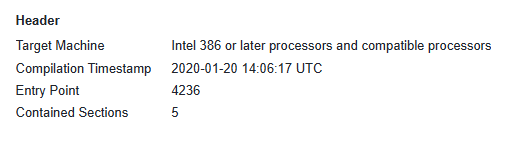 Header
Target Machine Intel 386 or later processors and compatible processors
Compilation Timestamp 2020-01-20 14:06:17 UTC
Entry Point 4236
Contained Sections 5